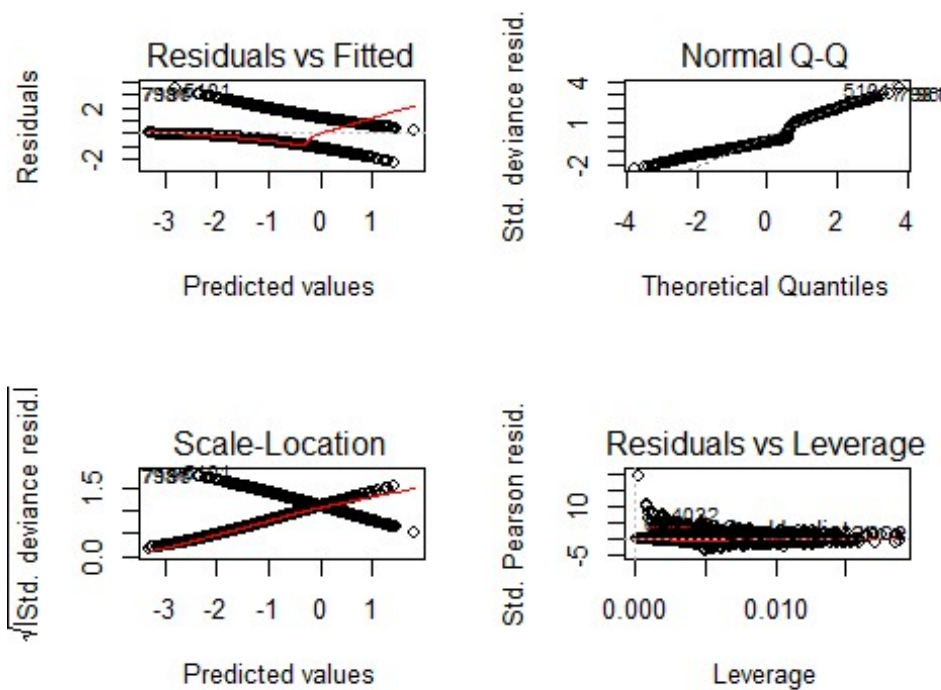 Residuals vs Fitted
Residuals
2
-2
-3 -2 -1 0 1
Predicted values
Normal Q-Q
Std. deviance resid.
4
1
-2
-4 -2 0 2 4
Theoretical Quantiles
Scale-Location
√|Std. deviance resid.|
1.5
0.0
-3 -2 -1 0 1
Predicted values
Residuals vs Leverage
Std. Pearson resid.
10
-5
4022
0.000 0.010
Leverage